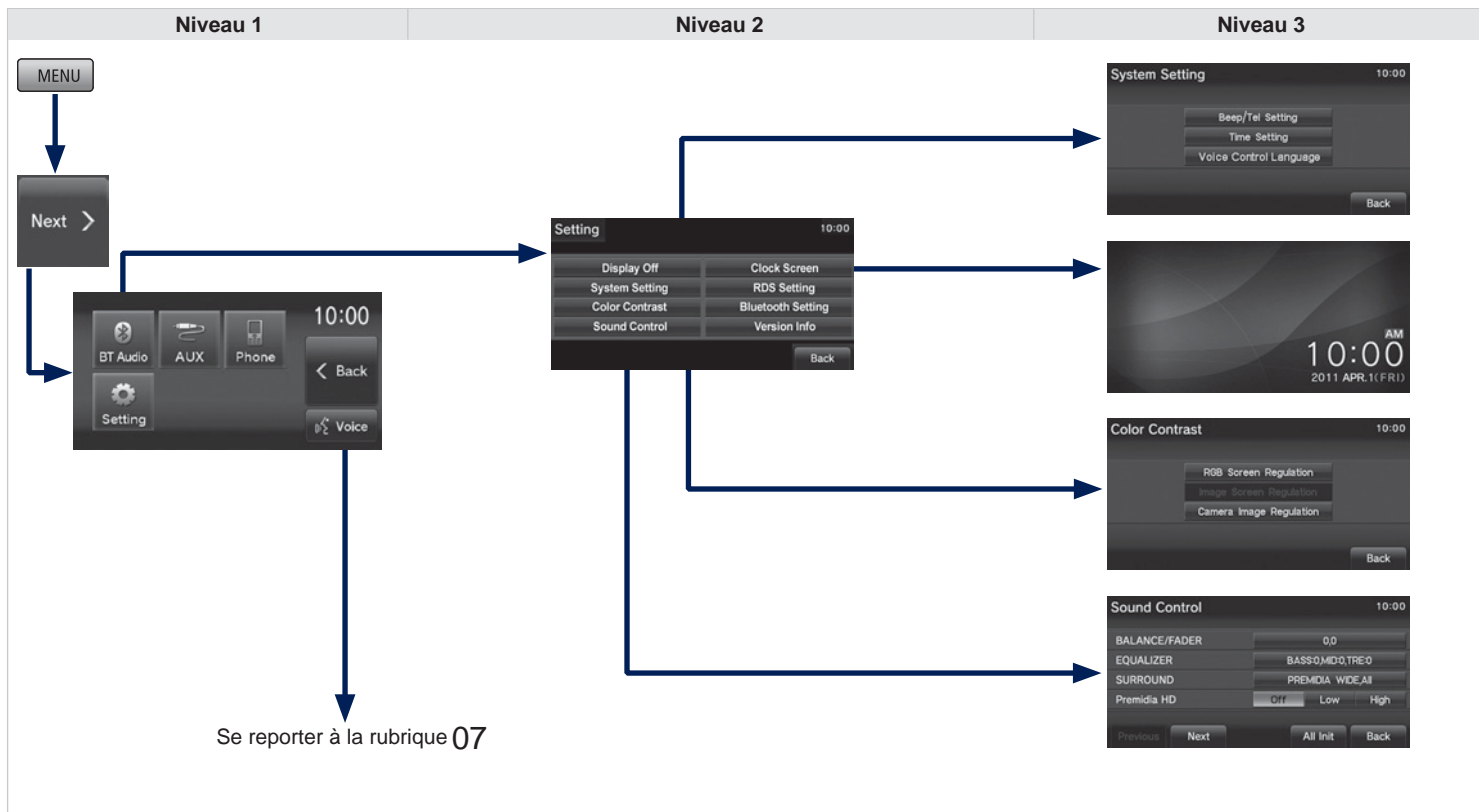 Niveau 1
Niveau 2
Niveau 3
MENU
Next
10:00
BT Audio
AUX
Phone
Back
Setting
Voice
Se reporter à la rubrique 07
Setting 10:00
Display Off Clock Screen
System Setting RDS Setting
Color Contrast Bluetooth Setting
Sound Control Version Info
Back
System Setting 10:00
Beep/Tel Setting
Time Setting
Voice Control Language
Back
AM
10:00
2011 APR.1(FRI)
Color Contrast 10:00
RGB Screen Regulation
Image Screen Regulation
Camera Image Regulation
Back
Sound Control 10:00
BALANCE/FADER 0,0
EQUALIZER BASS:0,MID:0,TRE:0
SURROUND PREMIDIA WIDE,All
Premidia HD Off Low High
Previous Next All Init Back